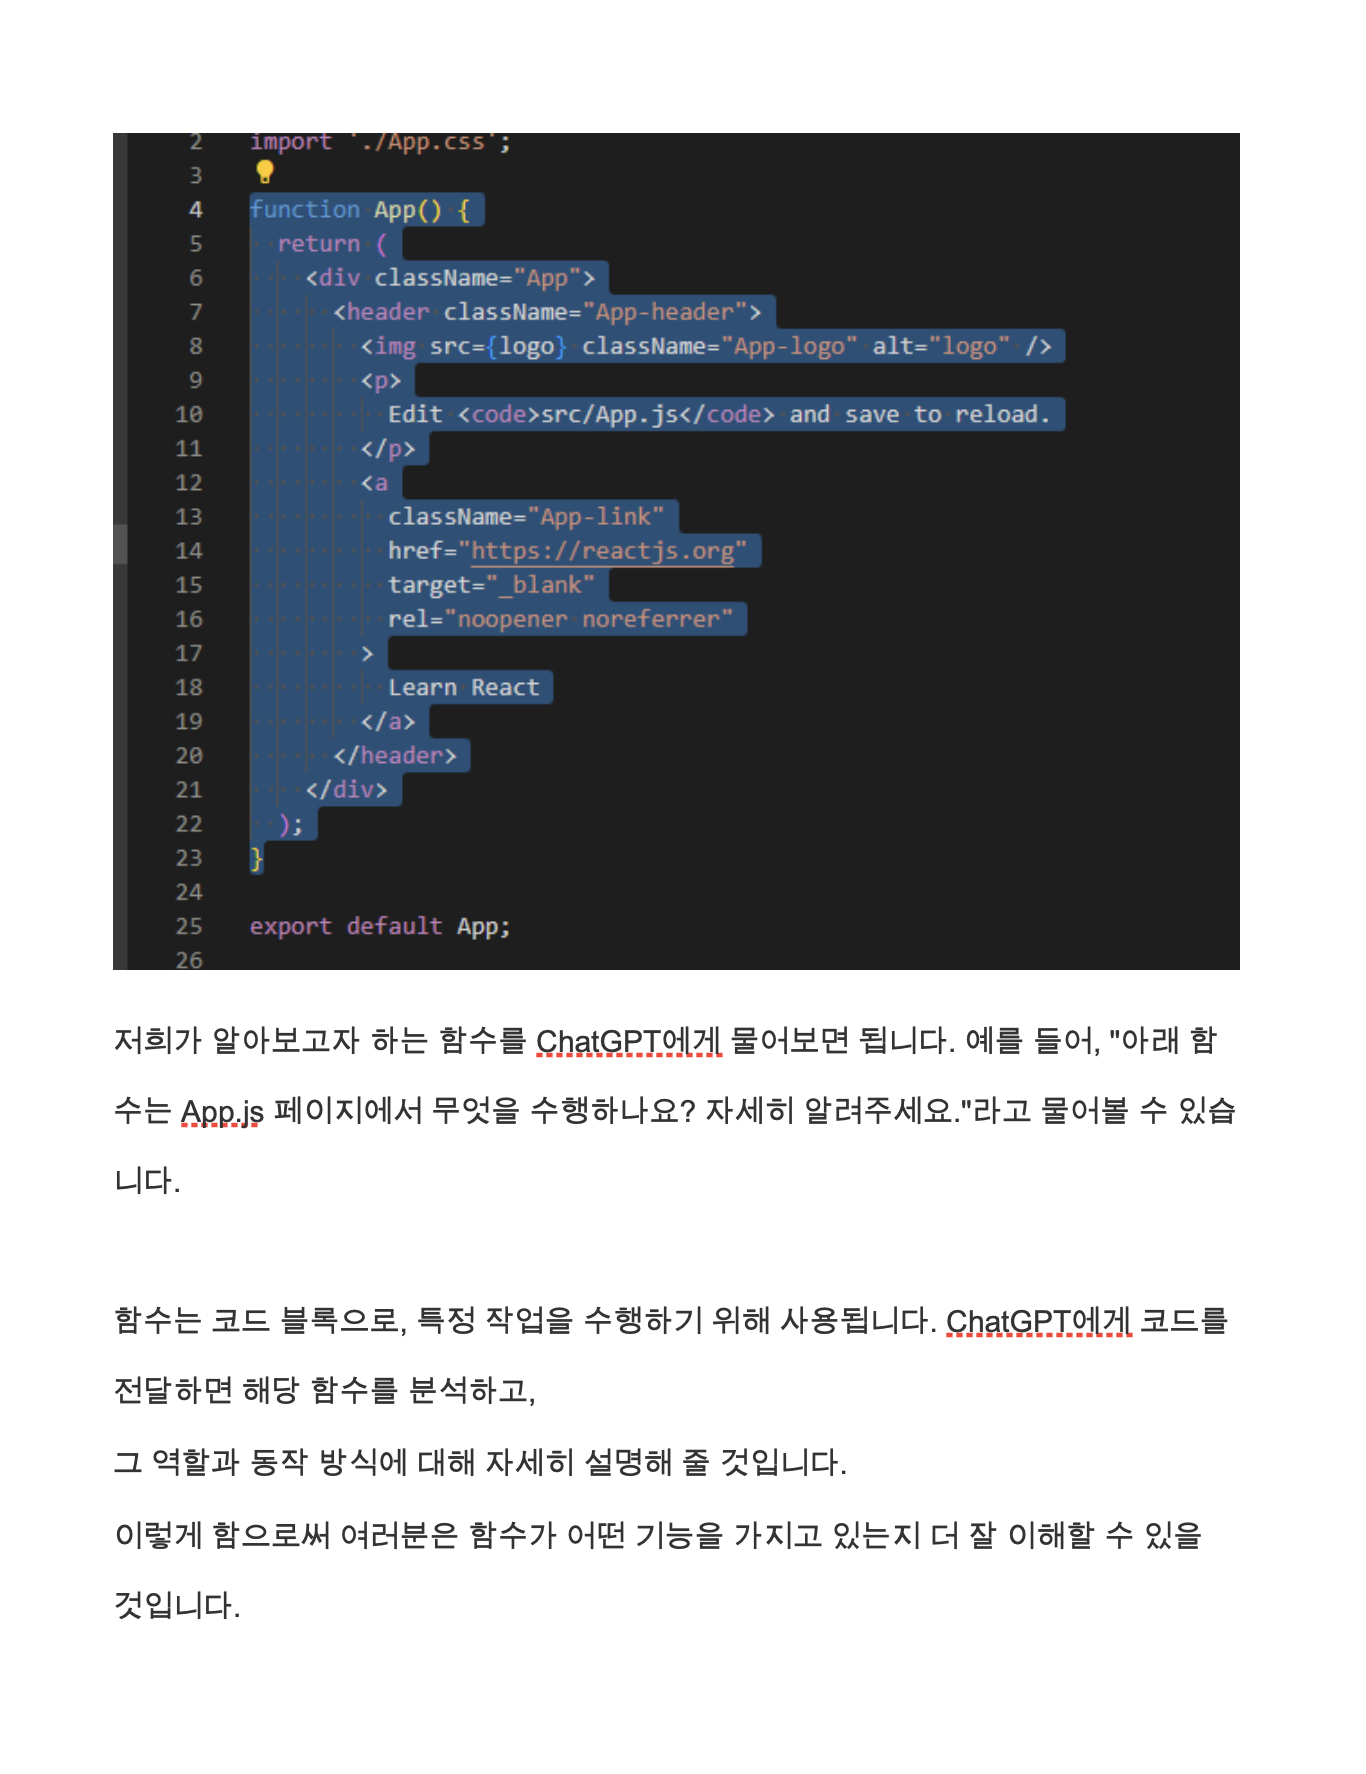 2 import './App.css';
3
4 function App() {
5 return (
6 <div className="App">
7 <header className="App-header">
8 <img src={logo} className="App-logo" alt="logo" />
9 <p>
10 Edit <code>src/App.js</code> and save to reload.
11 </p>
12 <a
13 className="App-link"
14 href="https://reactjs.org"
15 target="_blank"
16 rel="noopener noreferrer"
17 >
18 Learn React
19 </a>
20 </header>
21 </div>
22 );
23 }
24
25 export default App;
26
저희가 알아보고자 하는 함수를 ChatGPT에게 물어보면 됩니다. 예를 들어, "아래 함
수는 App.js 페이지에서 무엇을 수행하나요? 자세히 알려주세요."라고 물어볼 수 있습
니다.
함수는 코드 블록으로, 특정 작업을 수행하기 위해 사용됩니다. ChatGPT에게 코드를
전달하면 해당 함수를 분석하고,
그 역할과 동작 방식에 대해 자세히 설명해 줄 것입니다.
이렇게 함으로써 여러분은 함수가 어떤 기능을 가지고 있는지 더 잘 이해할 수 있을
것입니다.